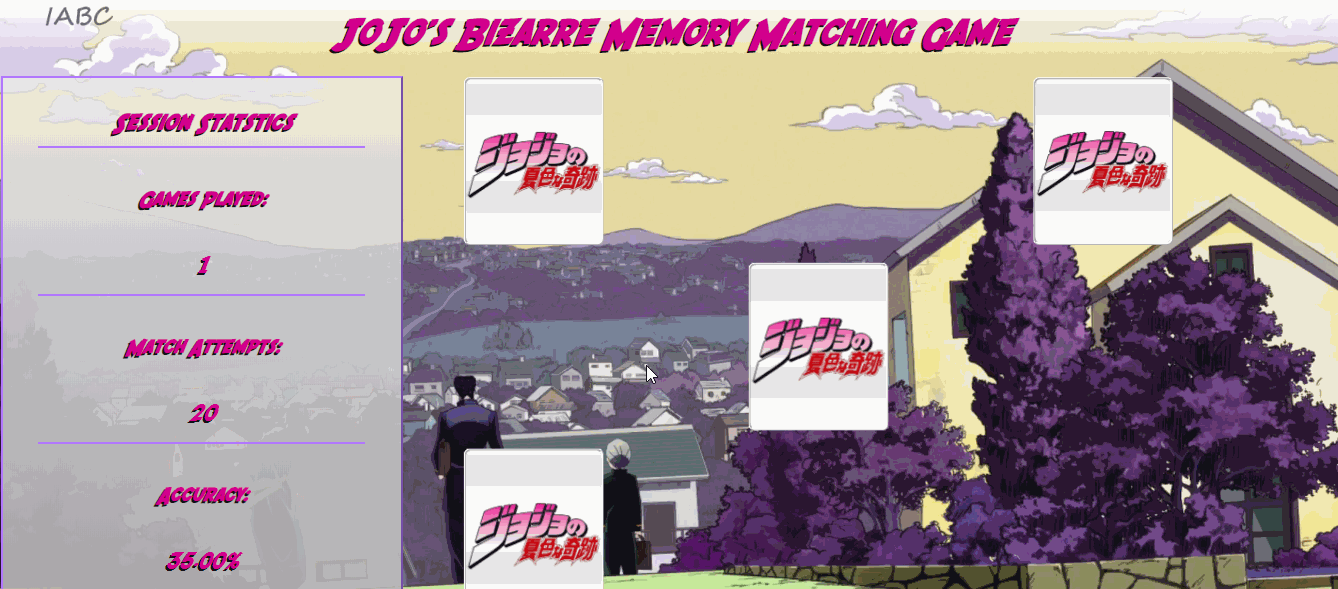 IABC
JoJo's Bizarre Memory Matching Game
Session Statstics
Games Played:
1
Match Attempts:
20
Accuracy:
35.00%
ジョジョの
夏色な奇跡
ジョジョの
夏色な奇跡
ジョジョの
夏色な奇跡
ジョジョの
夏色な奇跡